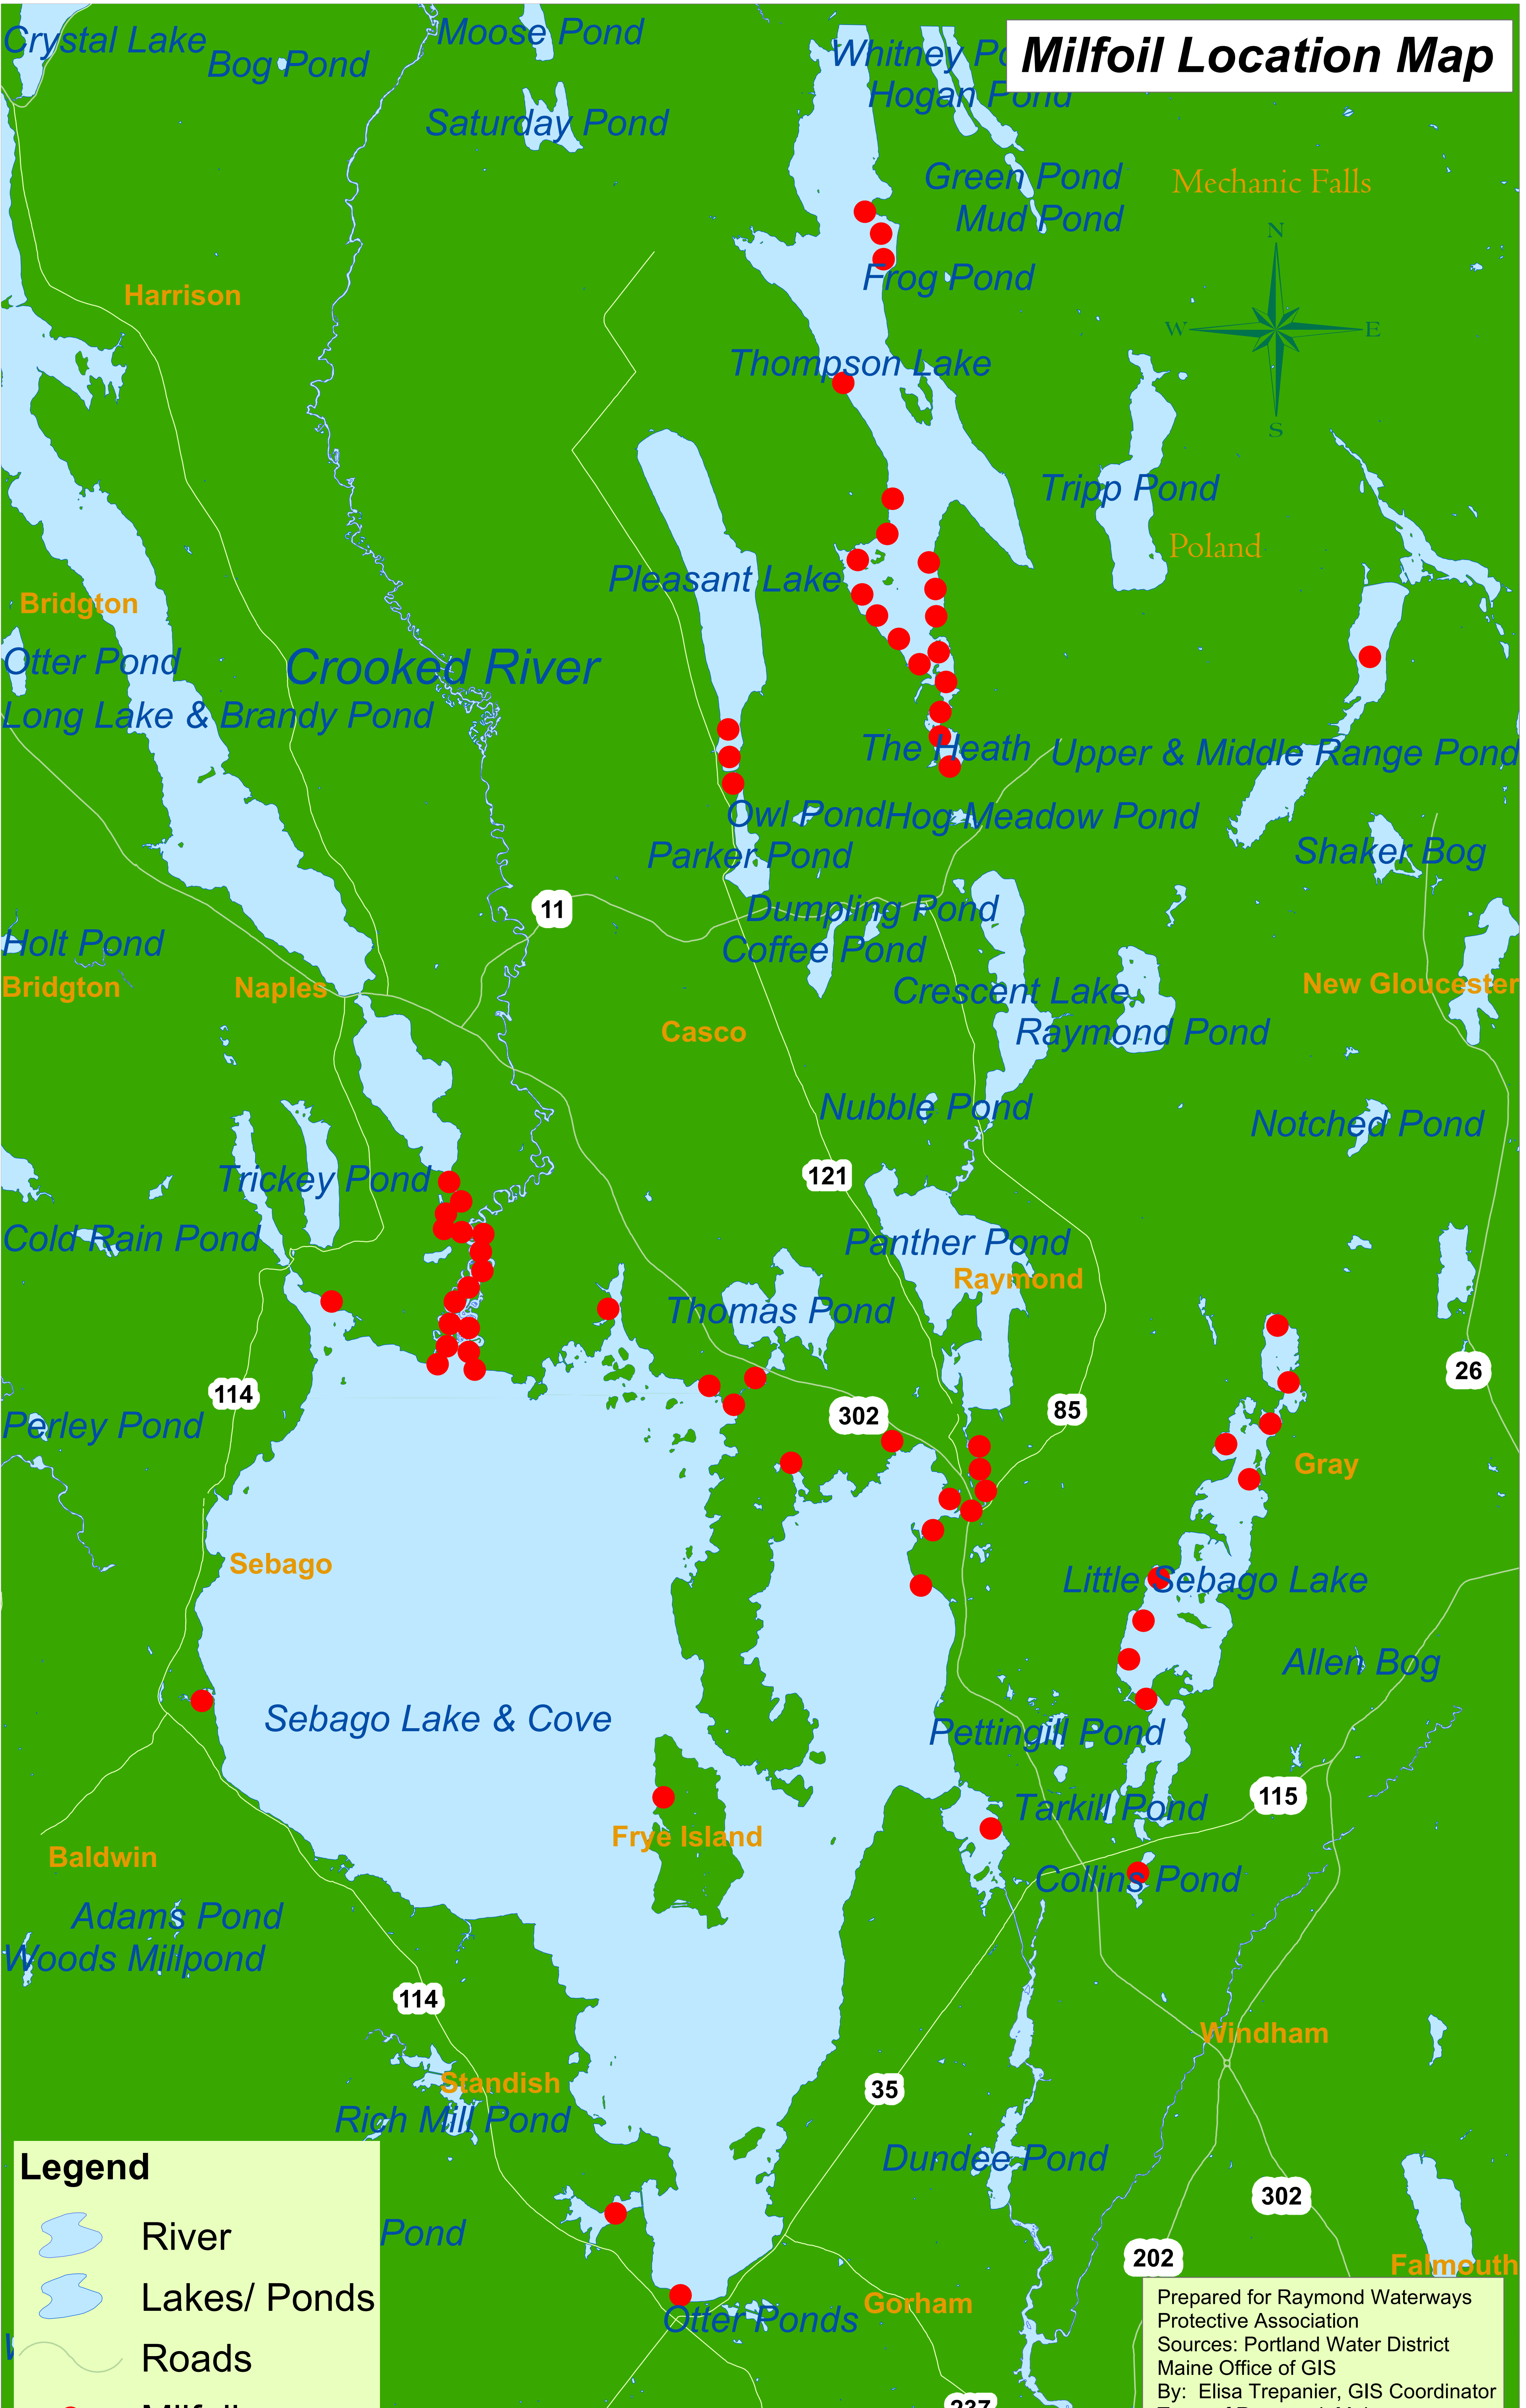 Milfoil Location Map
Crystal Lake
Bog Pond
Moose Pond
Saturday Pond
Whitney Po
Hogan Pond
Green Pond
Mud Pond
Mechanic Falls
Frog Pond
N
W
E
S
Harrison
Thompson Lake
Tripp Pond
Poland
Pleasant Lake
Bridgton
Otter Pond
Crooked River
Long Lake & Brandy Pond
The Heath
Upper & Middle Range Pond
Owl Pond
Hog Meadow Pond
Parker Pond
Shaker Bog
11
Dumpling Pond
Coffee Pond
Holt Pond
Bridgton
Naples
Crescent Lake
New Gloucester
Casco
Raymond Pond
Nubble Pond
Notched Pond
121
Trickey Pond
Cold Rain Pond
Panther Pond
Raymond
Thomas Pond
114
302
85
26
Perley Pond
Gray
Sebago
Little Sebago Lake
Allen Bog
Sebago Lake & Cove
Pettingill Pond
115
Tarkill Pond
Frye Island
Baldwin
Collins Pond
Adams Pond
Woods Millpond
114
Windham
Standish
35
Rich Mill Pond
Dundee Pond
302
Pond
202
Falmouth
Gorham
Otter Ponds
237
Legend
River
Lakes/ Ponds
Roads
Prepared for Raymond Waterways
Protective Association
Sources: Portland Water District
Maine Office of GIS
By: Elisa Trepanier, GIS Coordinator